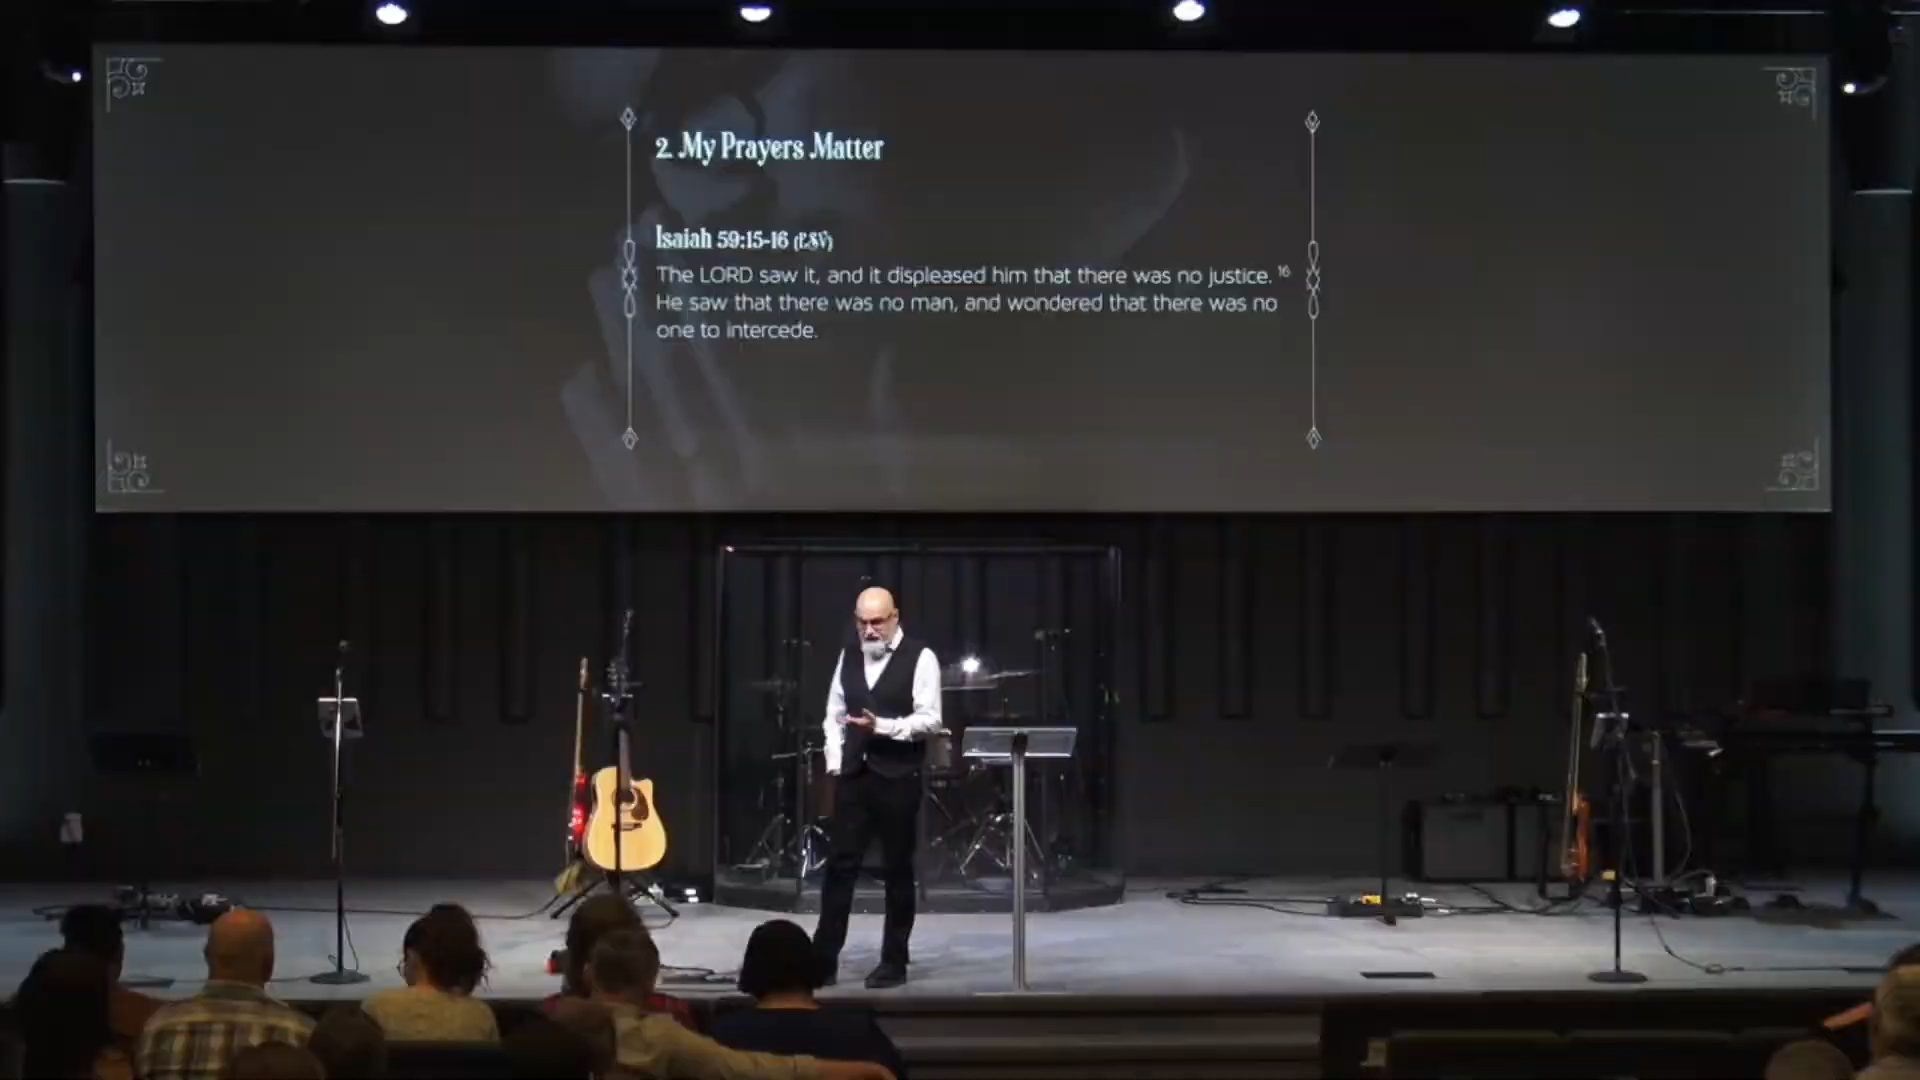 2. My Prayers Matter
Isaiah 59:15-16 (ESV)
The LORD saw it, and it displeased him that there was no justice. 16
He saw that there was no man, and wondered that there was no
one to intercede.